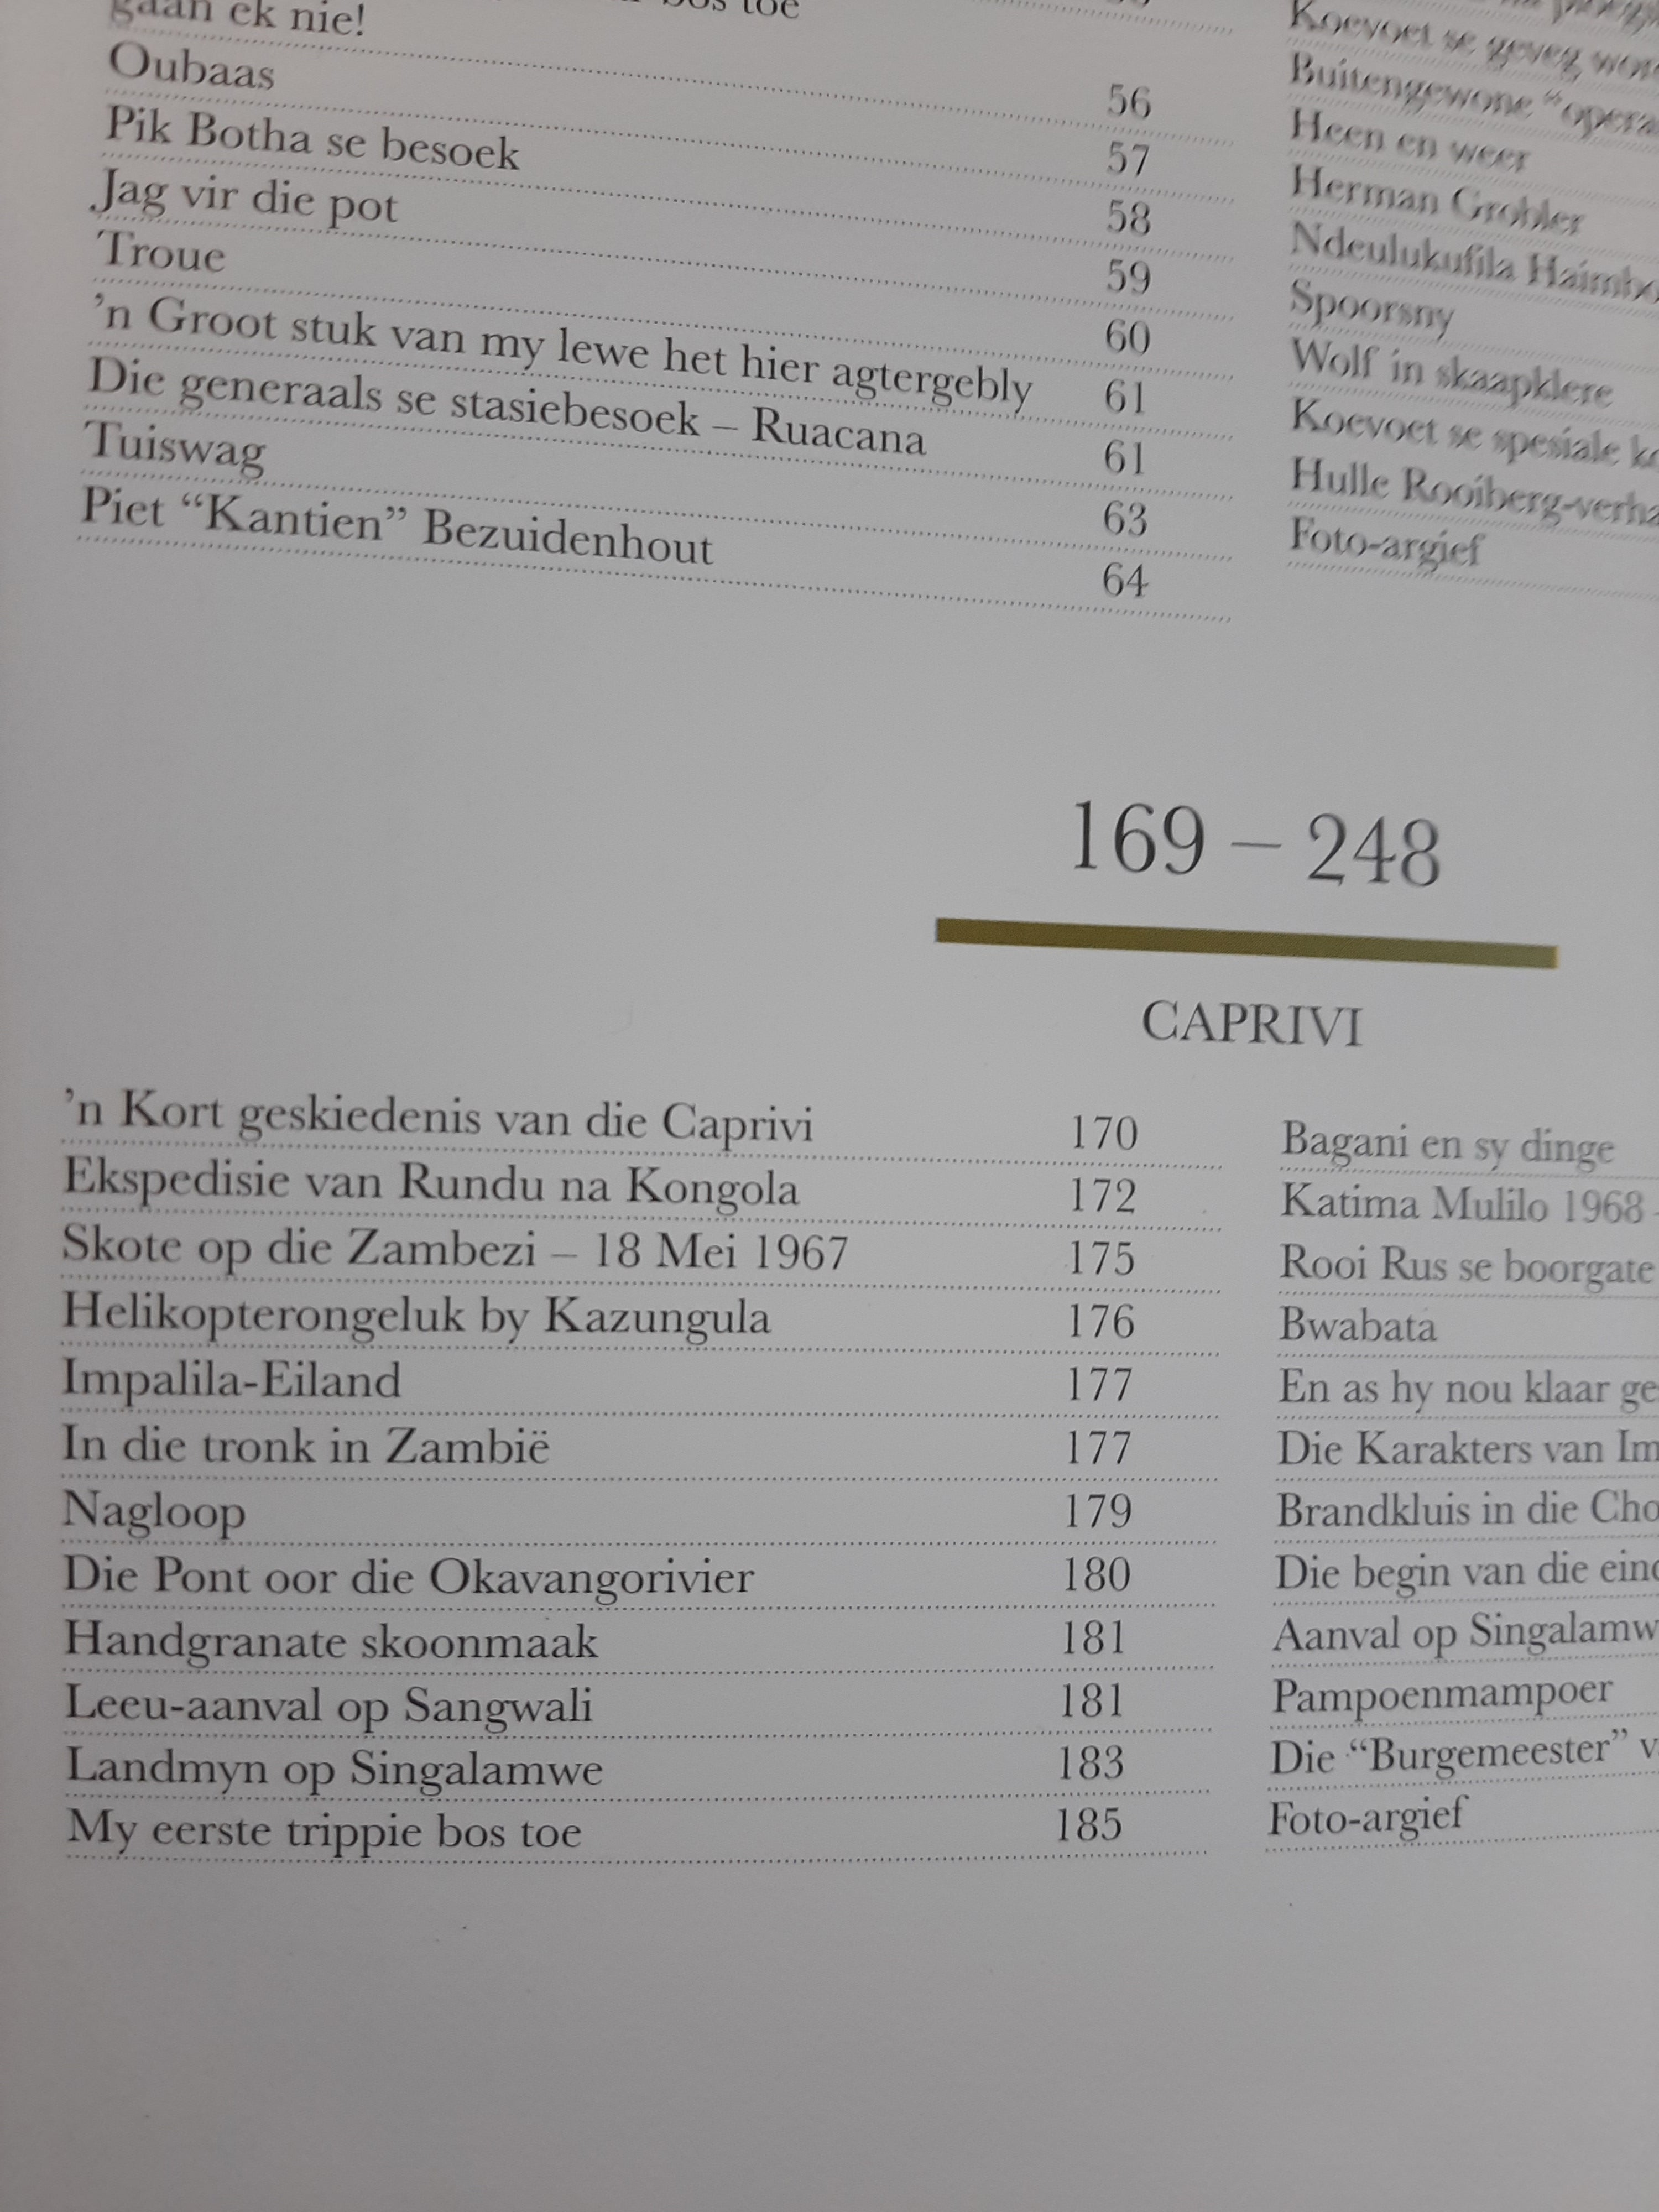 gaan ek nie! bos toe
Oubaas 56
Pik Botha se besoek 57
Jag vir die pot 58
Troue 59
’n Groot stuk van my lewe het hier agtergebly 60
Die generaals se stasiebesoek – Ruacana 61
Tuiswag 61
Piet “Kantien” Bezuidenhout 63
64
Koevoet se geveg
Buitengewone
Heen en weer
Herman Grobler
Ndeulukufila
Spoorsny
Wolf in skaapklere
Koevoet se spesiale
Hulle
Foto-argief
169 – 248
CAPRIVI
’n Kort geskiedenis van die Caprivi 170
Ekspedisie van Rundu na Kongola 172
Skote op die Zambezi – 18 Mei 1967 175
Helikopterongeluk by Kazungula 176
Impalila-Eiland 177
In die tronk in Zambië 177
Nagloop 179
Die Pont oor die Okavangorivier 180
Handgranate skoonmaak 181
Leeu-aanval op Sangwali 181
Landmyn op Singalamwe 183
My eerste trippie bos toe 185
Bagani en sy dinge
Katima Mulilo 1968
Rooi Rus se boorgate
Bwabata
En as hy nou klaar
Die Karakters van
Brandkluis in die
Die begin van die
Aanval op
Pampoenmampoer
Die “Burgemeester”
Foto-argief